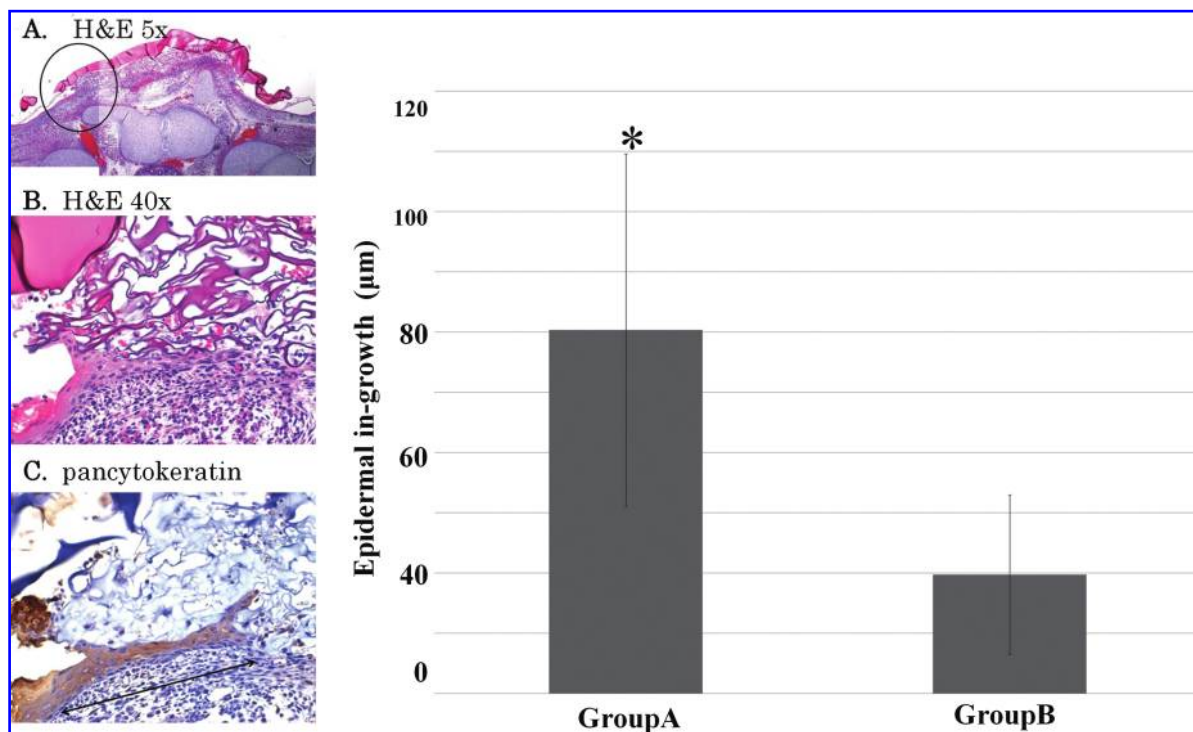 A. H&E 5x
B. H&E 40x
C. pancytokeratin
Epidermal in-growth (μm)
120
100
80
60
40
0
*
GroupA
GroupB